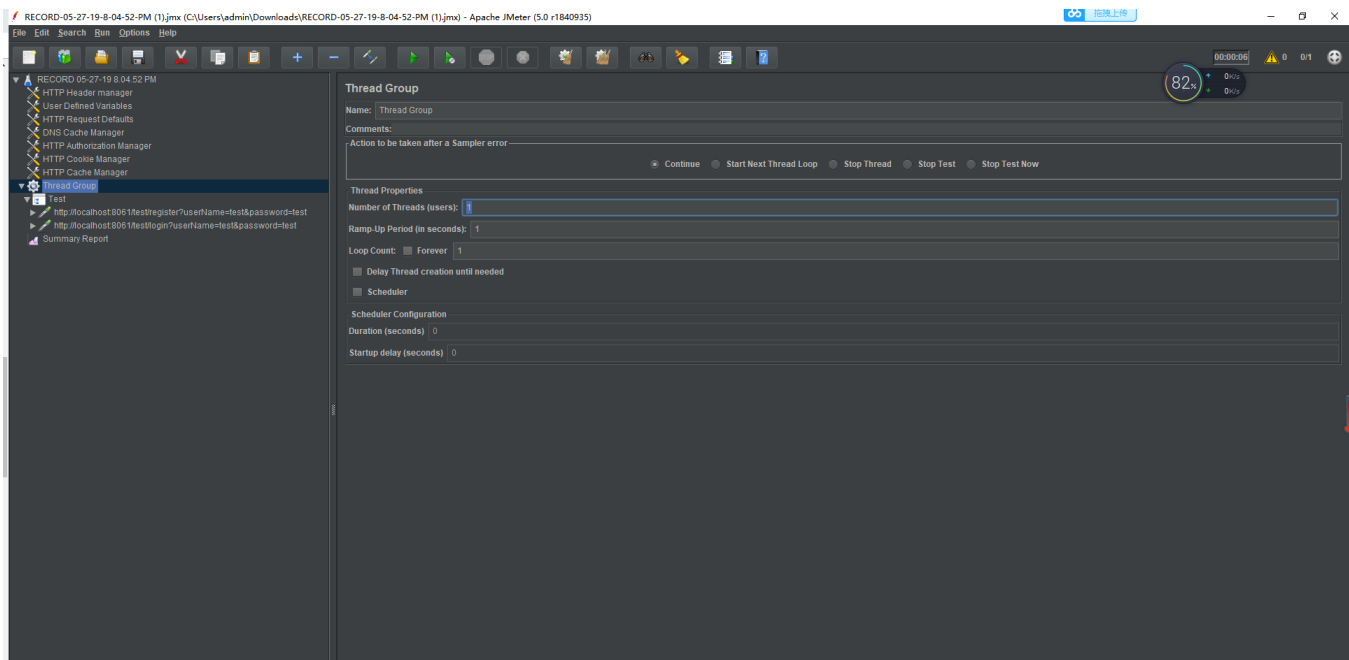 RECORD-05-27-19-8-04-52-PM (1).jmx (C:\Users\admin\Downloads\RECORD-05-27-19-8-04-52-PM (1).jmx) - Apache JMeter (5.0 r1840935)
拖拽上传
File Edit Search Run Options Help
00:00:06 0 0/1
82%
0K/s
0K/s
RECORD 05-27-19 8.04.52 PM
HTTP Header manager
User Defined Variables
HTTP Request Defaults
DNS Cache Manager
HTTP Authorization Manager
HTTP Cookie Manager
HTTP Cache Manager
Thread Group
Test
http://localhost:8061/test/register?userName=test&password=test
http://localhost:8061/test/login?userName=test&password=test
Summary Report
Thread Group
Name: Thread Group
Comments:
Action to be taken after a Sampler error
Continue Start Next Thread Loop Stop Thread Stop Test Stop Test Now
Thread Properties
Number of Threads (users): 1
Ramp-Up Period (in seconds): 1
Loop Count: Forever 1
Delay Thread creation until needed
Scheduler
Scheduler Configuration
Duration (seconds) 0
Startup delay (seconds) 0